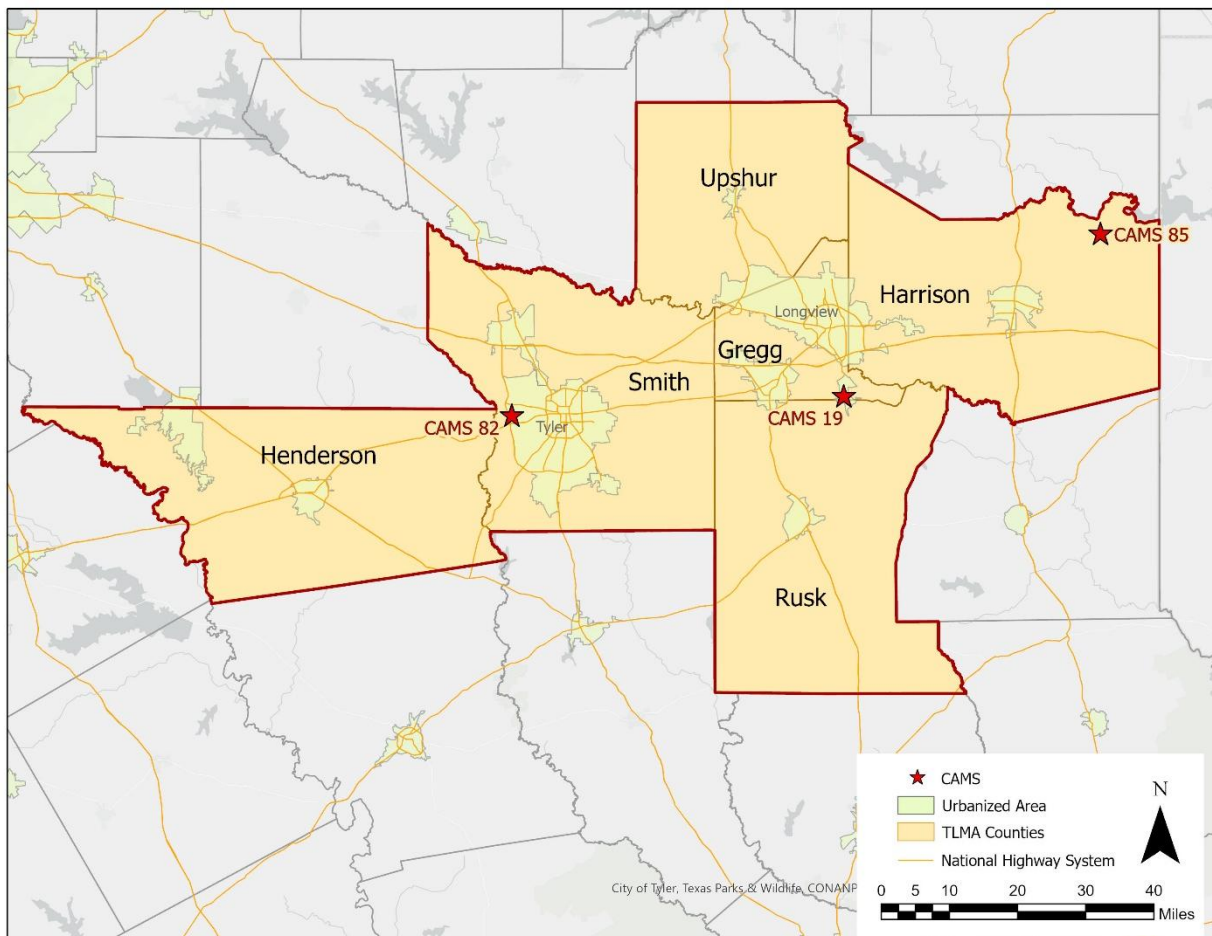 Upshur
CAMS 85
Harrison
Longview
Gregg
Smith
CAMS 19
CAMS 82
Tyler
Henderson
Rusk
CAMS
Urbanized Area
TLMA Counties
National Highway System
N
City of Tyler, Texas Parks & Wildlife, CONANP
0 5 10 20 30 40
Miles